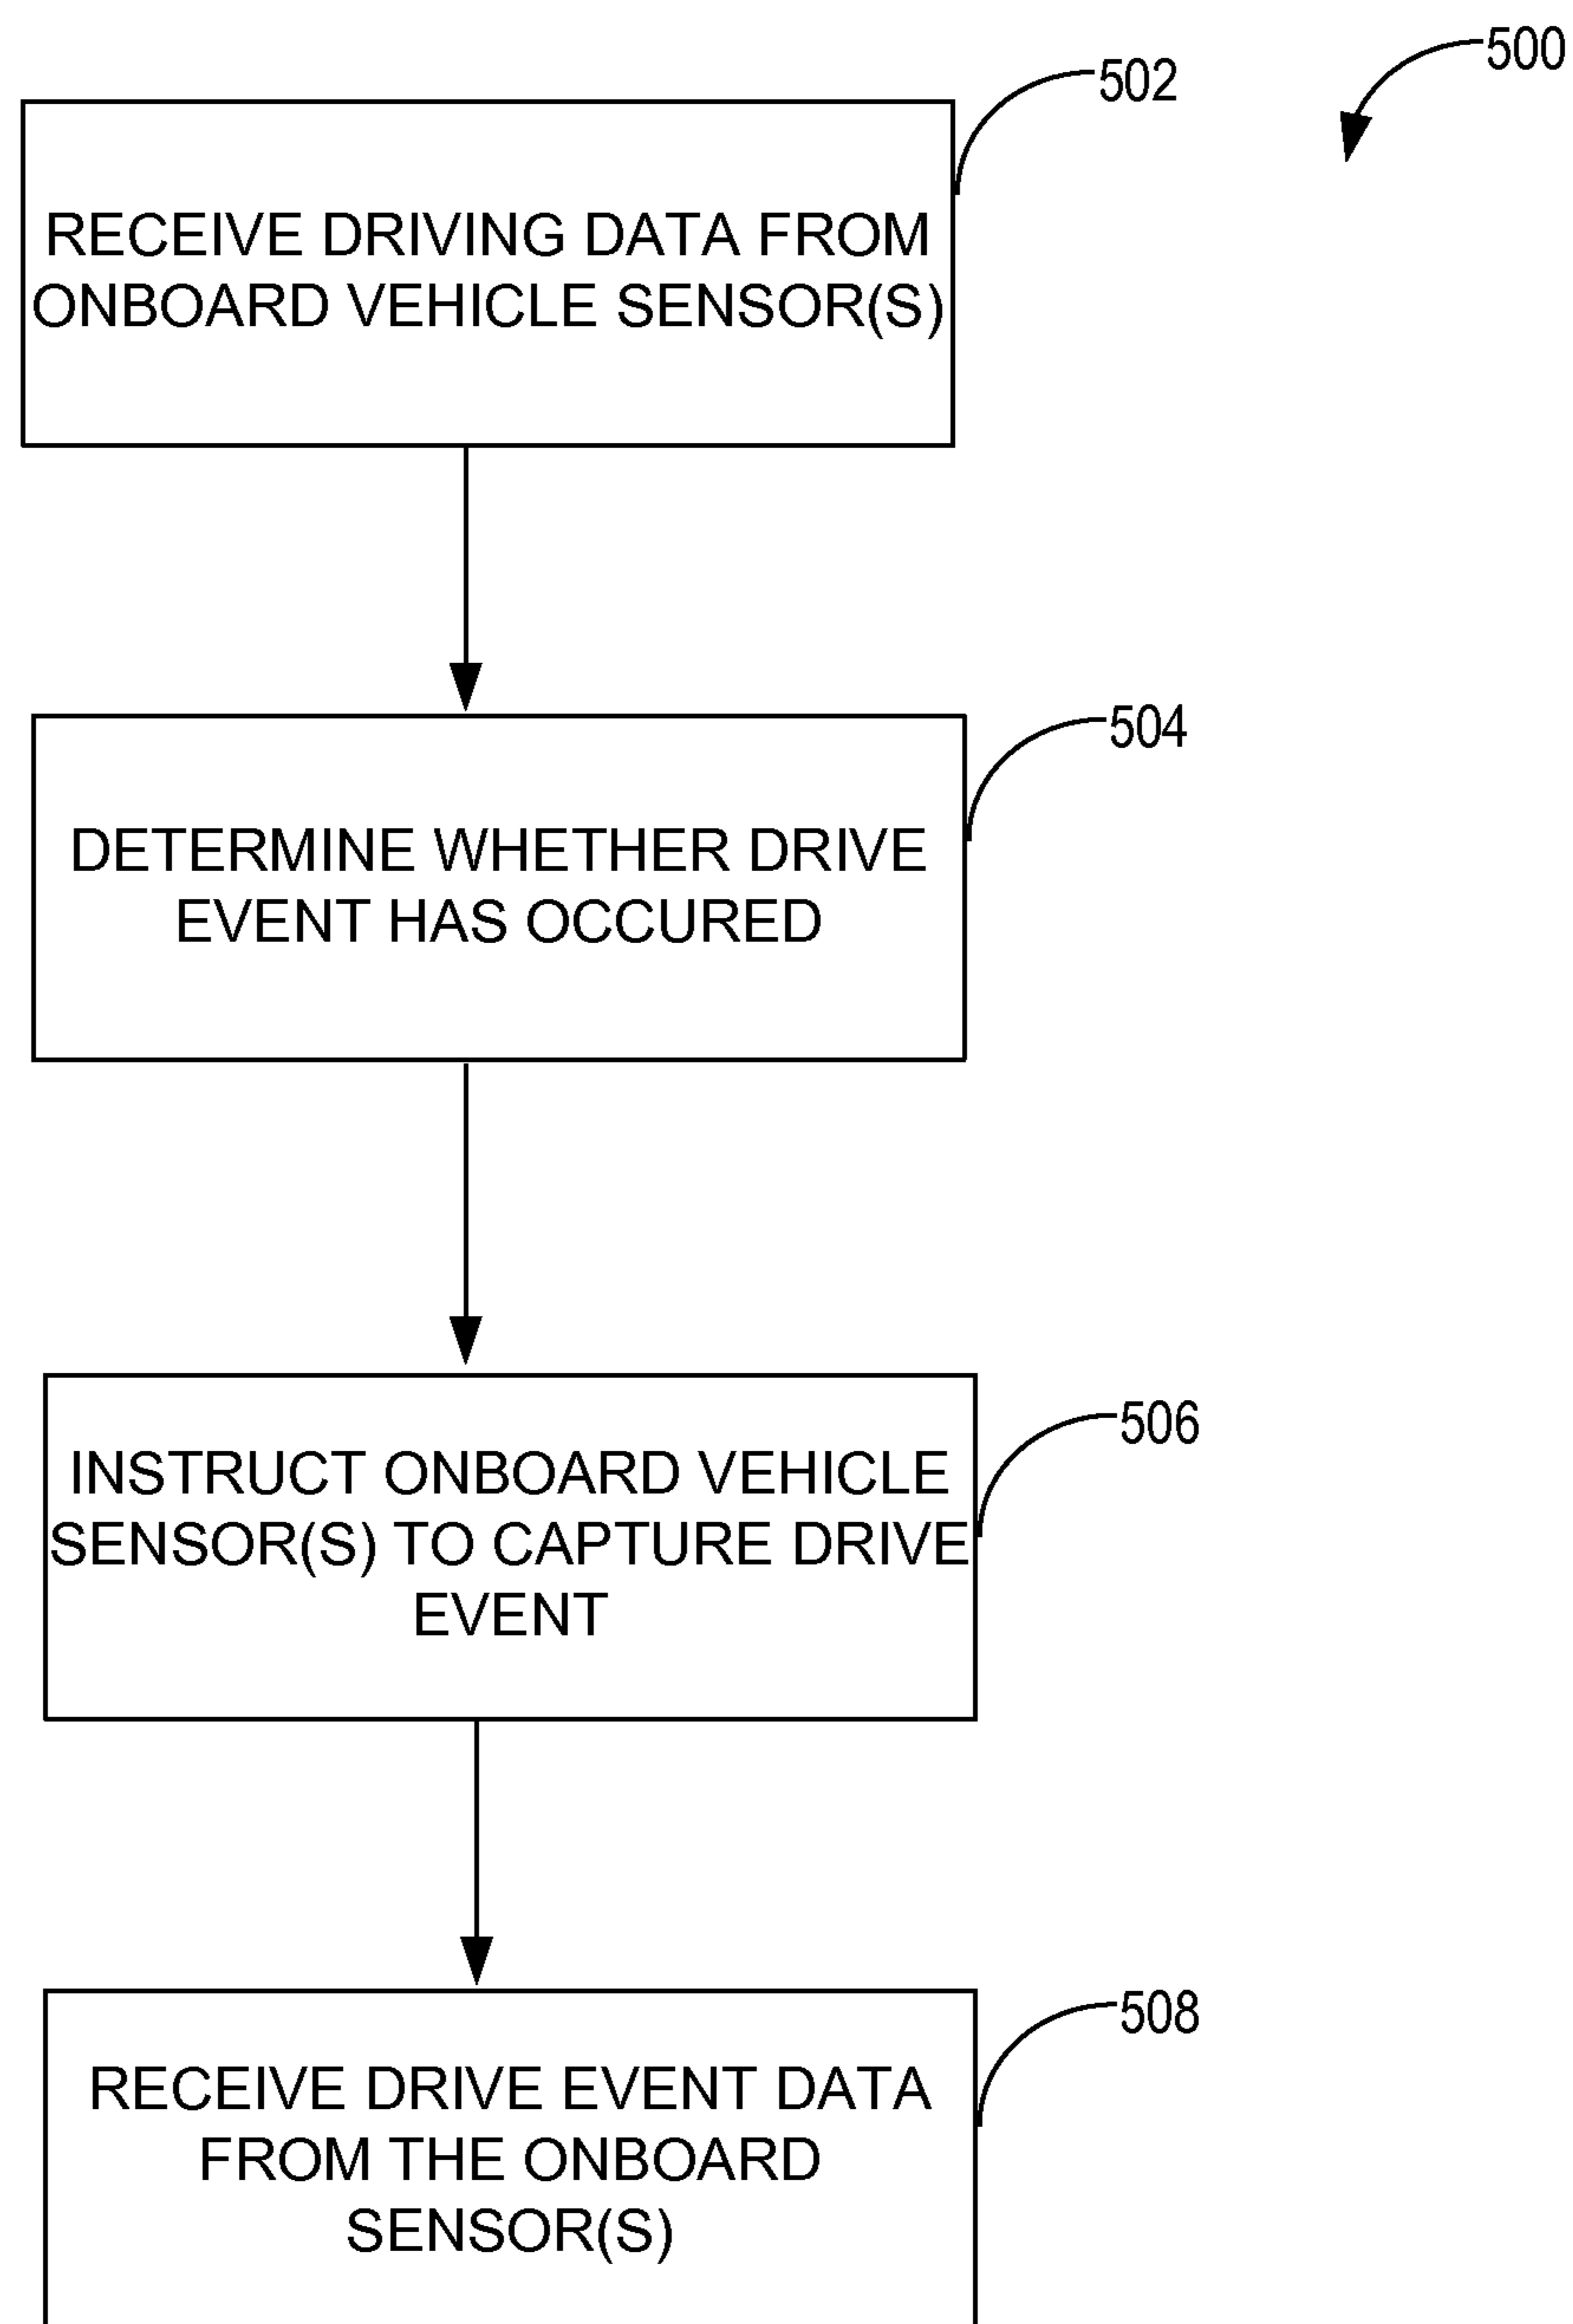 500
502
RECEIVE DRIVING DATA FROM
ONBOARD VEHICLE SENSOR(S)
504
DETERMINE WHETHER DRIVE
EVENT HAS OCCURED
506
INSTRUCT ONBOARD VEHICLE
SENSOR(S) TO CAPTURE DRIVE
EVENT
508
RECEIVE DRIVE EVENT DATA
FROM THE ONBOARD
SENSOR(S)